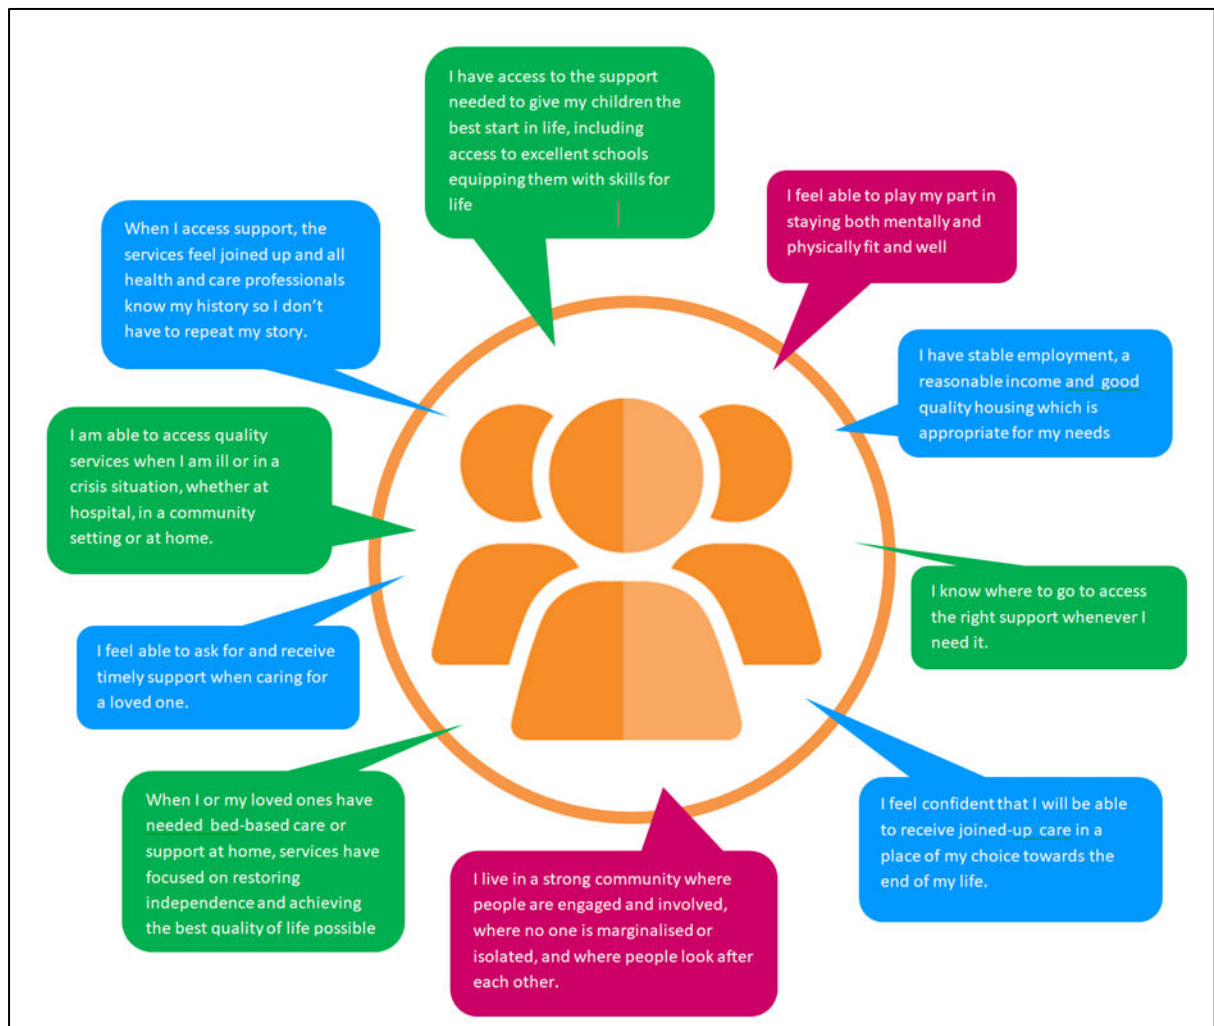 I have access to the support
needed to give my children the
best start in life, including
access to excellent schools
equipping them with skills for
life
I feel able to play my part in
staying both mentally and
physically fit and well
When I access support, the
services feel joined up and all
health and care professionals
know my history so I don’t
have to repeat my story.
I have stable employment, a
reasonable income and  good
quality housing which is
appropriate for my needs
I am able to access quality
services when I am ill or in a
crisis situation, whether at
hospital, in a community
setting or at home.
I know where to go to access
the right support whenever I
need it.
I feel able to ask for and receive
timely support when caring for
a loved one.
When I or my loved ones have
needed  bed-based care or
support at home, services have
focused on restoring
independence and achieving
the best quality of life possible
I feel confident that I will be able
to receive joined-up  care in a
place of my choice towards the
end of my life.
I live in a strong community where
people are engaged and involved,
where no one is marginalised or
isolated, and where people look after
each other.